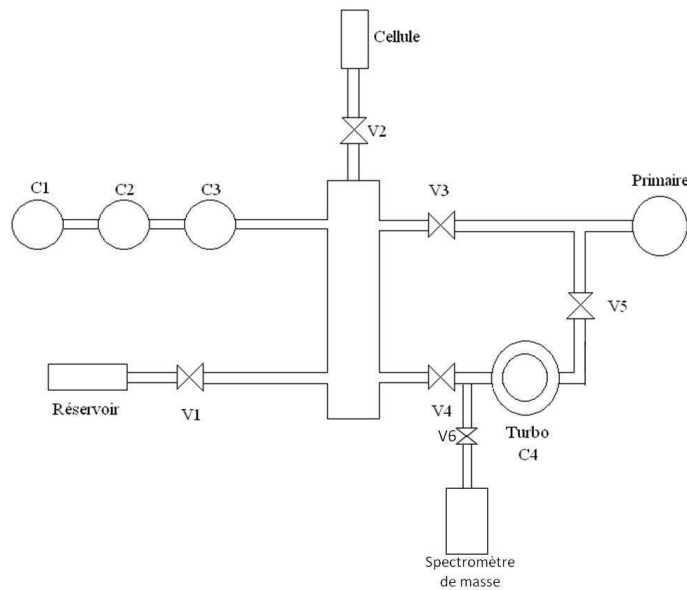 Cellule
V2
C1
C2
C3
V3
Primaire
V5
Réservoir
V1
V4
V6
Turbo
C4
Spectromètre
de masse